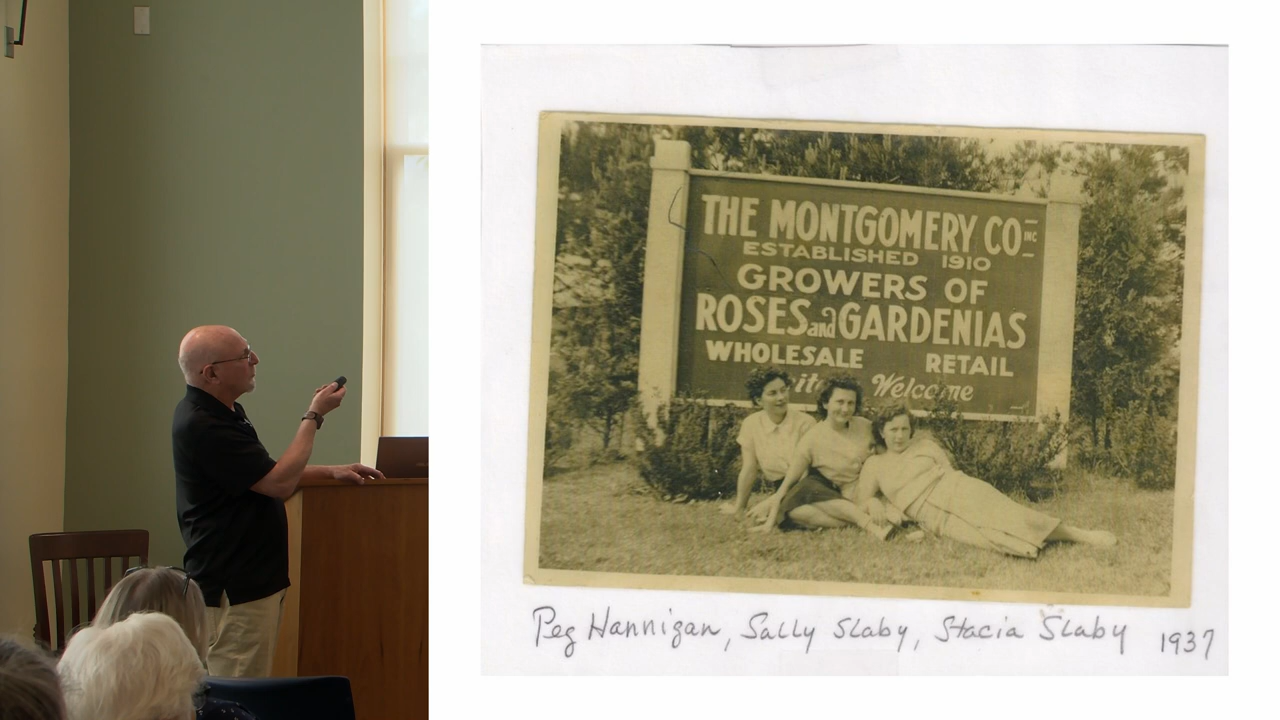 THE MONTGOMERY CO INC
ESTABLISHED 1910
GROWERS OF
ROSES and GARDENIAS
WHOLESALE RETAIL
Welcome
Peg Hannigan, Sally Slaby, Stacia Slaby 1937